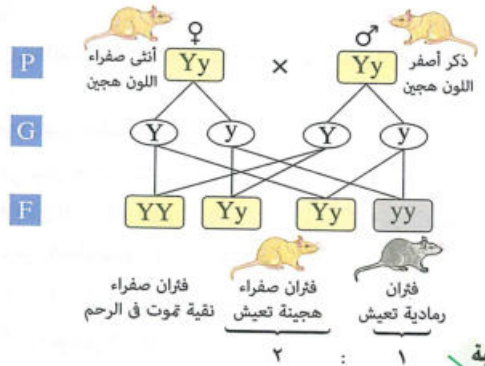 ♀ ♂
P أنثى صفراء Yy × Yy ذكر أصفر
اللون هجين اللون هجين
G Y y Y y
F YY Yy Yy yy
فئران صفراء فئران صفراء فئران
نقية تموت فى الرحم هجينة تعيش رمادية تعيش
٢ : ١